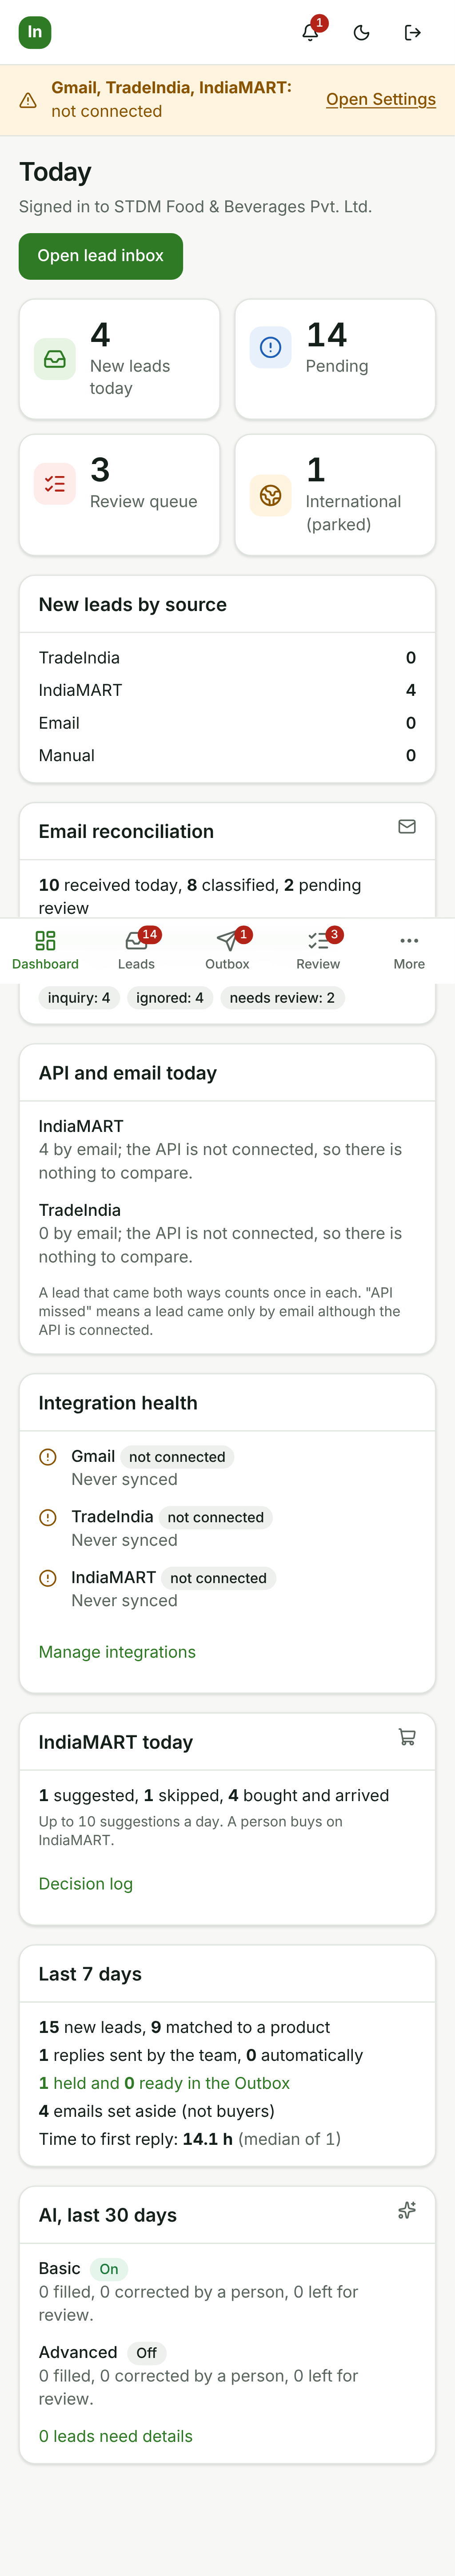 In
1
Gmail, TradeIndia, IndiaMART:
not connected
Open Settings
Today
Signed in to STDM Food & Beverages Pvt. Ltd.
Open lead inbox
4
New leads
today
14
Pending
3
Review queue
1
International
(parked)
New leads by source
TradeIndia 0
IndiaMART 4
Email 0
Manual 0
Email reconciliation
10 received today, 8 classified, 2 pending
review
14
1
3
Dashboard
Leads
Outbox
Review
More
inquiry: 4
ignored: 4
needs review: 2
API and email today
IndiaMART
4 by email; the API is not connected, so there is
nothing to compare.
TradeIndia
0 by email; the API is not connected, so there is
nothing to compare.
A lead that came both ways counts once in each. "API
missed" means a lead came only by email although the
API is connected.
Integration health
Gmail not connected
Never synced
TradeIndia not connected
Never synced
IndiaMART not connected
Never synced
Manage integrations
IndiaMART today
1 suggested, 1 skipped, 4 bought and arrived
Up to 10 suggestions a day. A person buys on
IndiaMART.
Decision log
Last 7 days
15 new leads, 9 matched to a product
1 replies sent by the team, 0 automatically
1 held and 0 ready in the Outbox
4 emails set aside (not buyers)
Time to first reply: 14.1 h (median of 1)
AI, last 30 days
Basic On
0 filled, 0 corrected by a person, 0 left for
review.
Advanced Off
0 filled, 0 corrected by a person, 0 left for
review.
0 leads need details